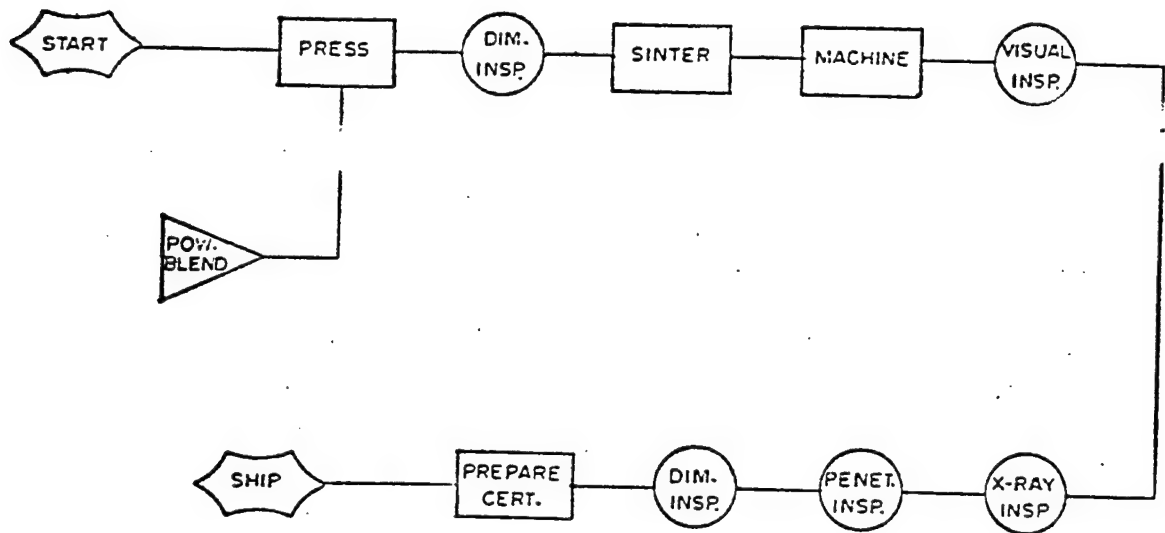 START
PRESS
DIM.
INSP.
SINTER
MACHINE
VISUAL
INSP.
POW.
BLEND
SHIP
PREPARE
CERT.
DIM.
INSP.
PENET.
INSP.
X-RAY
INSP